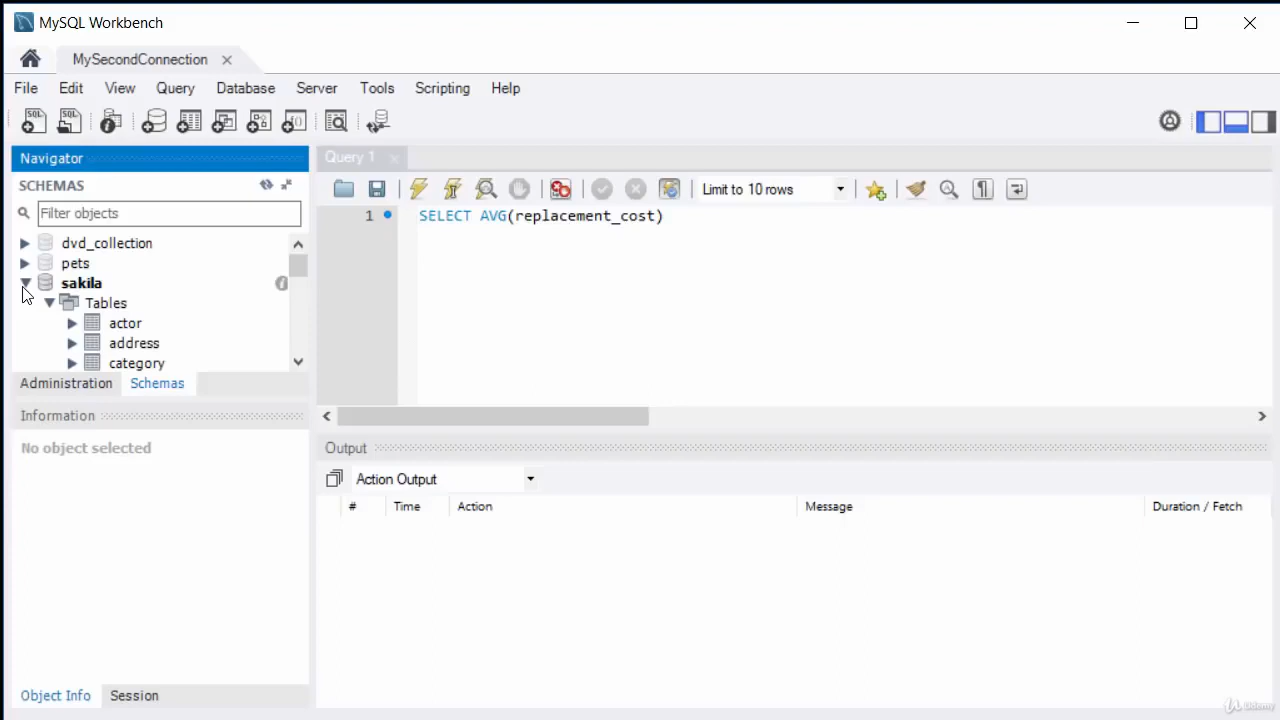 MySQL Workbench
MySecondConnection
File Edit View Query Database Server Tools Scripting Help
Navigator
SCHEMAS
Filter objects
dvd_collection
pets
sakila
Tables
actor
address
category
Administration Schemas
Information
No object selected
Object Info Session
Query 1
Limit to 10 rows
1 SELECT AVG(replacement_cost)
Output
Action Output
# Time Action Message Duration / Fetch
Udemy